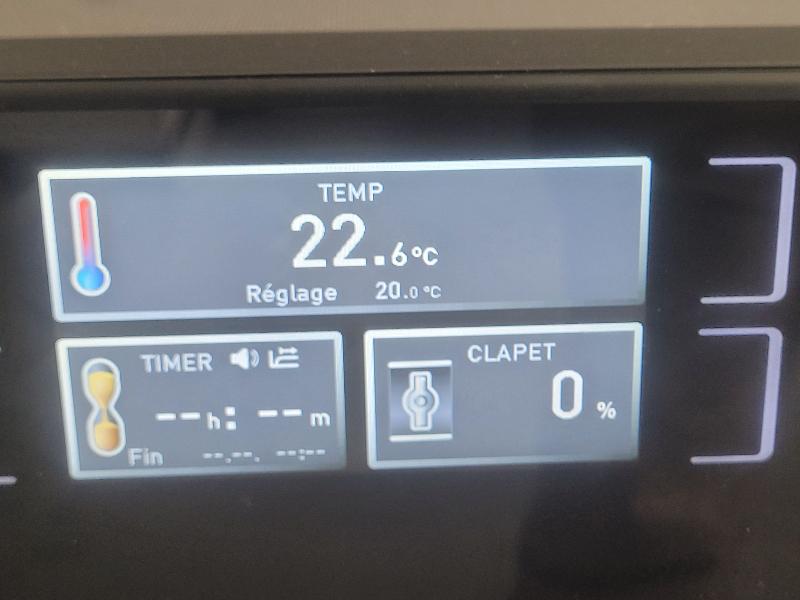 TEMP
22.6°C
Réglage 20.0°C
TIMER
--h:--m
Fin --.--. --:--
CLAPET
0 %